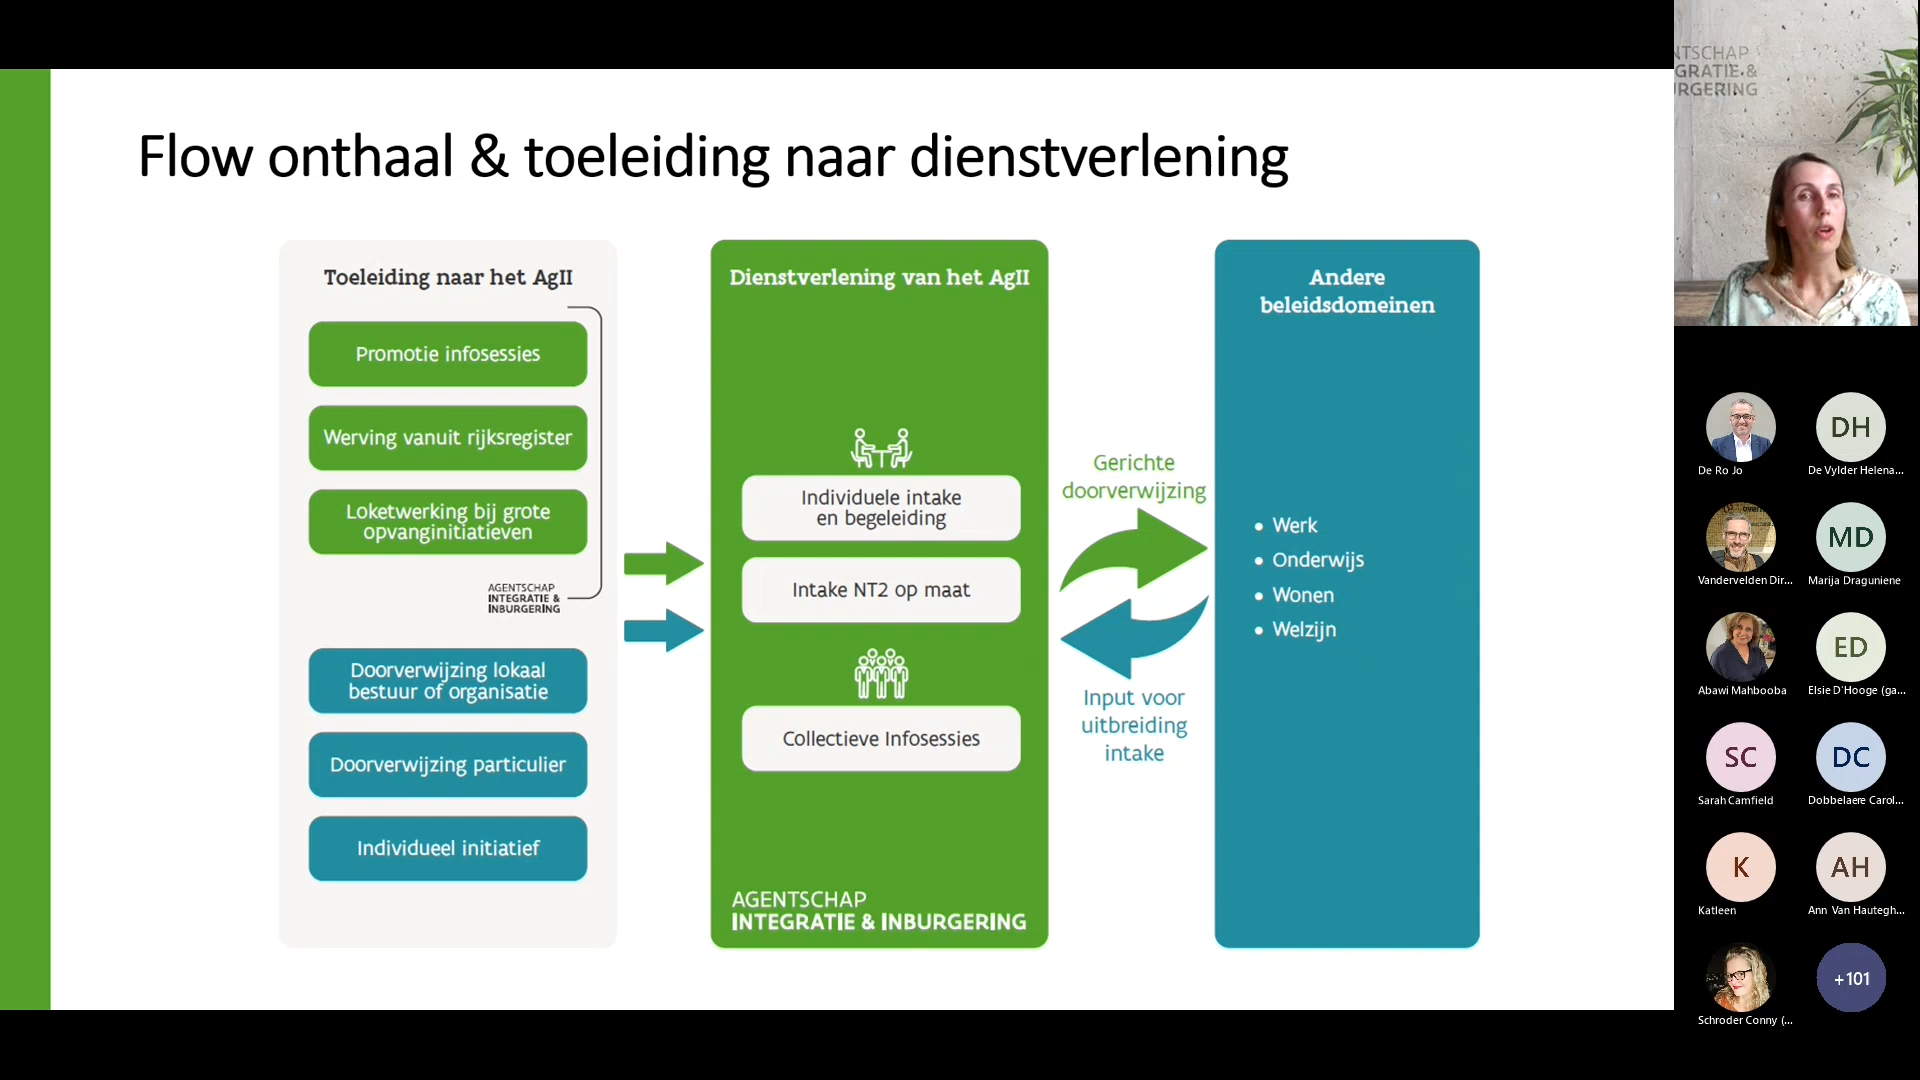 Flow onthaal & toeleiding naar dienstverlening
Toeleiding naar het AgII
Promotie infosessies
Werving vanuit rijksregister
Loketwerking bij grote
opvanginitiatieven
AGENTSCHAP
INTEGRATIE &
INBURGERING
Doorverwijzing lokaal
bestuur of organisatie
Doorverwijzing particulier
Individueel initiatief
Dienstverlening van het AgII
Individuele intake
en begeleiding
Intake NT2 op maat
Collectieve Infosessies
AGENTSCHAP
INTEGRATIE & INBURGERING
Gerichte
doorverwijzing
Input voor
uitbreiding
intake
Andere
beleidsdomeinen
• Werk
• Onderwijs
• Wonen
• Welzijn
NTSCHAP
GRATIE &
RGERING
De Ro Jo
DH
De Vylder Helena...
Vandervelden Dir...
MD
Marija Draguniene
Abawi Mahbooba
ED
Elsie D'Hooge (ga...
SC
Sarah Camfield
DC
Dobbelaere Carol...
K
Katleen
AH
Ann Van Hautegh...
Schroder Conny (...
+101